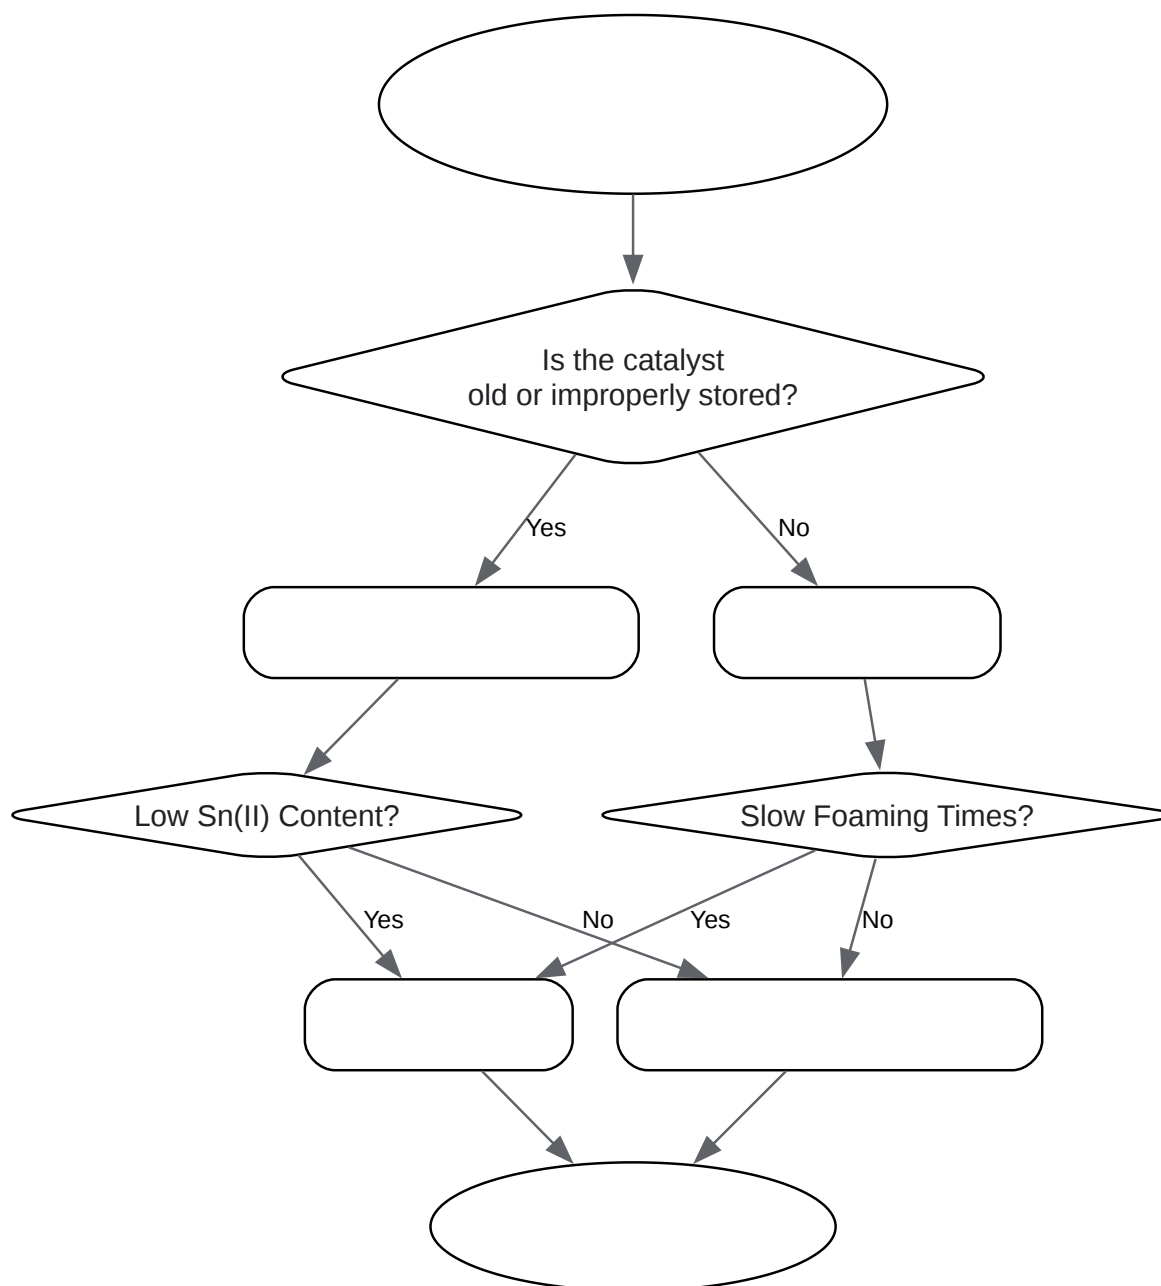 Is the catalyst
old or improperly stored?
Yes
No
Low Sn(II) Content?
Slow Foaming Times?
Yes
No
Yes
No